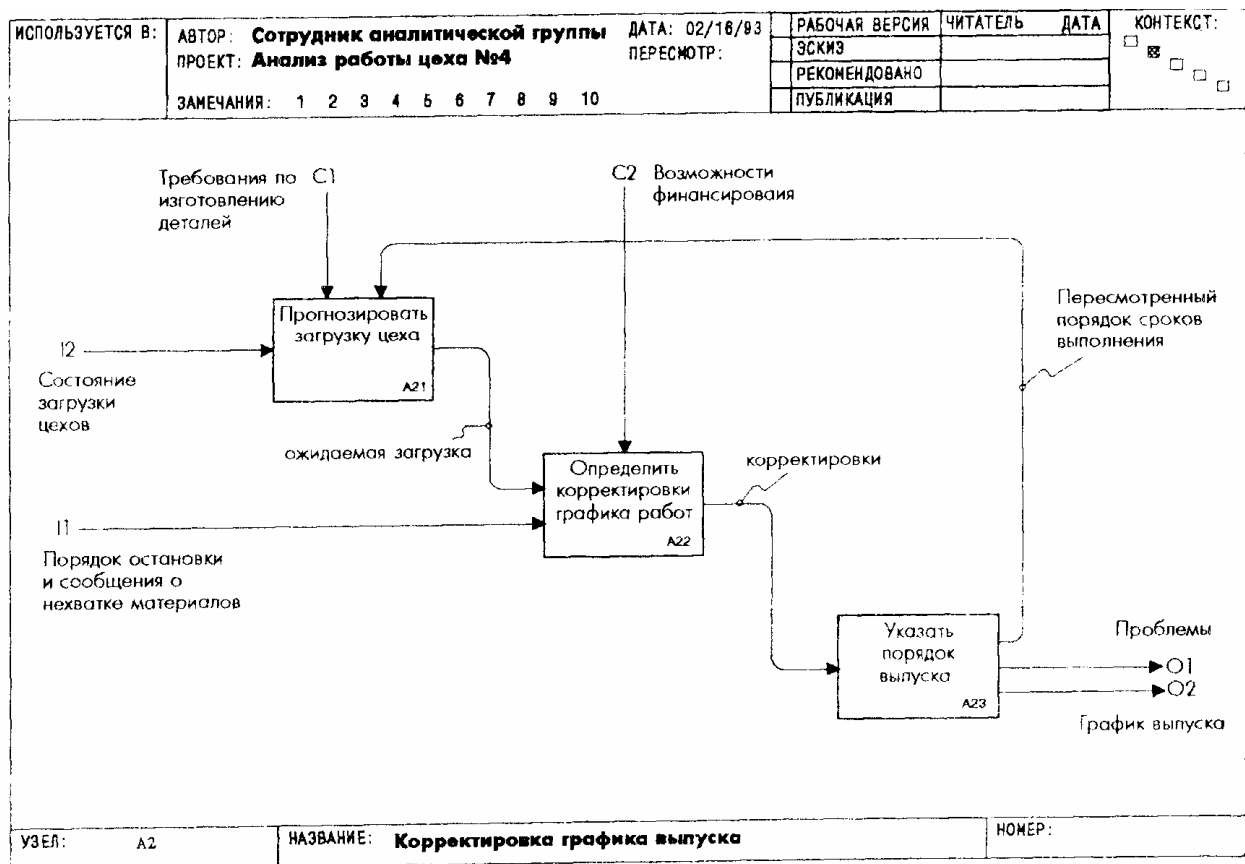 ИСПОЛЬЗУЕТСЯ В:
АВТОР: Сотрудник аналитической группы
ДАТА: 02/16/93
ПРОЕКТ: Анализ работы цеха №4
ПЕРЕСМОТР:
ЗАМЕЧАНИЯ: 1 2 3 4 5 6 7 8 9 10
РАБОЧАЯ ВЕРСИЯ
ЭСКИЗ
РЕКОМЕНДОВАНО
ПУБЛИКАЦИЯ
ЧИТАТЕЛЬ ДАТА
КОНТЕКСТ:
Требования по
изготовлению
деталей
C1
C2 Возможности
финансироваия
Прогнозировать
загрузку цеха
A21
I2
Состояние
загрузки
цехов
Пересмотренный
порядок сроков
выполнения
ожидаемая загрузка
Определить
корректировки
графика работ
A22
корректировки
I1
Порядок остановки
и сообщения о
нехватке материалов
Указать
порядок
выпуска
A23
Проблемы
O1
O2
График выпуска
УЗЕЛ: A2
НАЗВАНИЕ: Корректировка графика выпуска
НОМЕР: